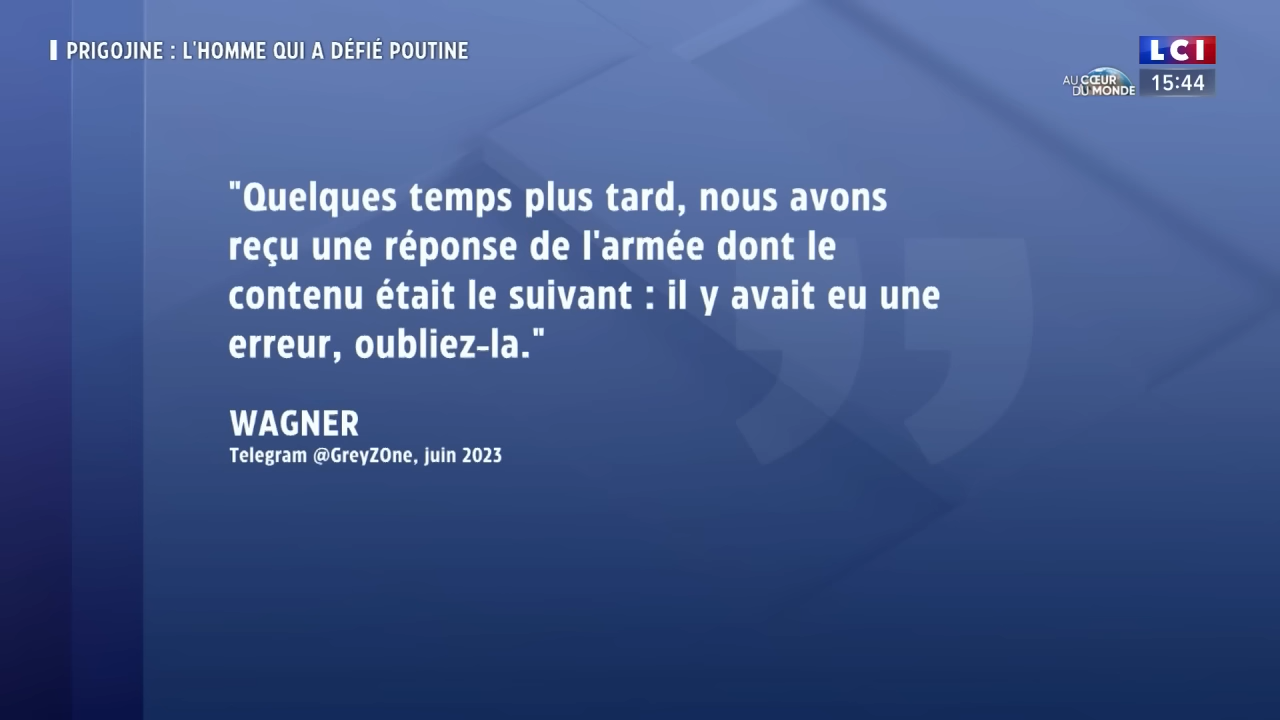 PRIGOJINE : L'HOMME QUI A DÉFIÉ POUTINE
LCI
AU CŒUR
DU MONDE
15:44
"Quelques temps plus tard, nous avons
reçu une réponse de l'armée dont le
contenu était le suivant : il y avait eu une
erreur, oubliez-la."
WAGNER
Telegram @GreyZOne, juin 2023